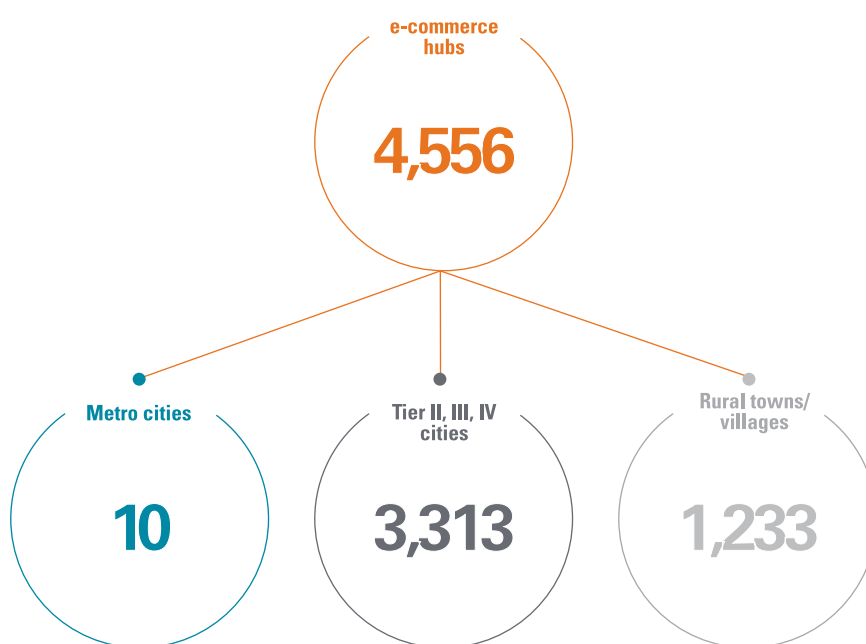 e-commerce
hubs
4,556
Metro cities
10
Tier II, III, IV
cities
3,313
Rural towns/
villages
1,233